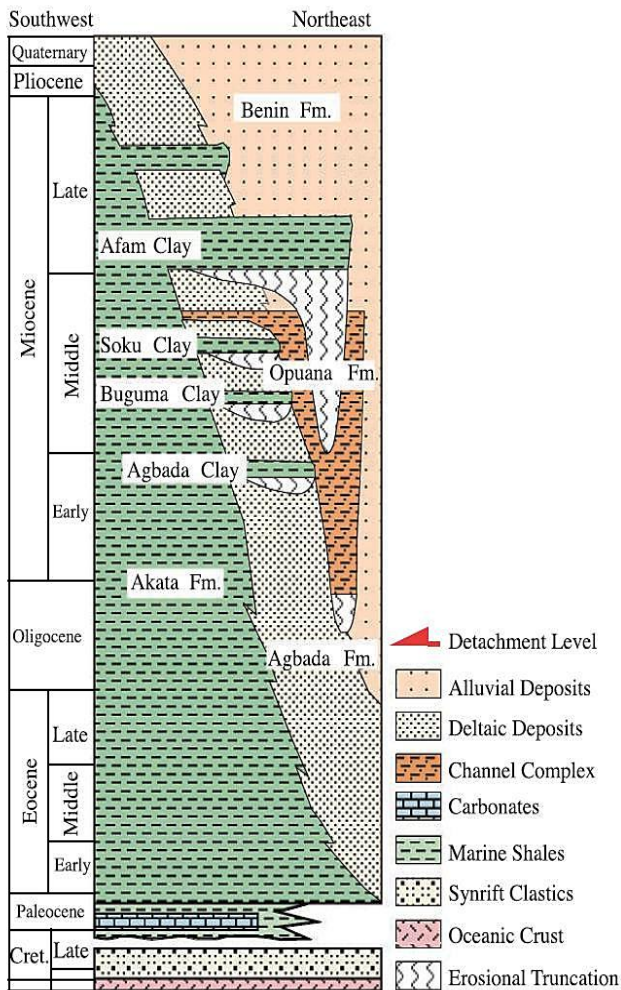 Southwest Northeast
Quaternary
Pliocene
Benin Fm.
Late
Afam Clay
Miocene
Middle
Soku Clay
Opuana Fm.
Buguma Clay
Agbada Clay
Early
Akata Fm.
Oligocene
Agbada Fm.
Late
Eocene
Middle
Early
Paleocene
Cret.
Late
Detachment Level
Alluvial Deposits
Deltaic Deposits
Channel Complex
Carbonates
Marine Shales
Synrift Clastics
Oceanic Crust
Erosional Truncation